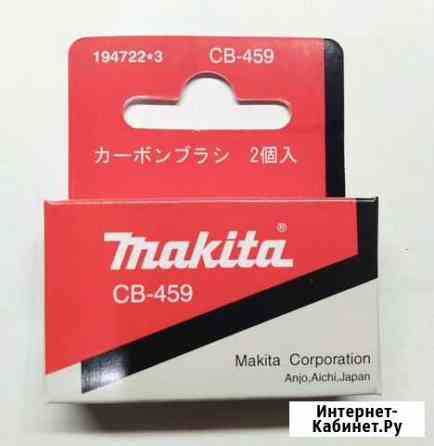 194722*3 CB-459
カーボンブラシ 2個入
makita®
CB-459
Makita Corporation
Anjo,Aichi,Japan
Интернет-
Кабинет.Ру